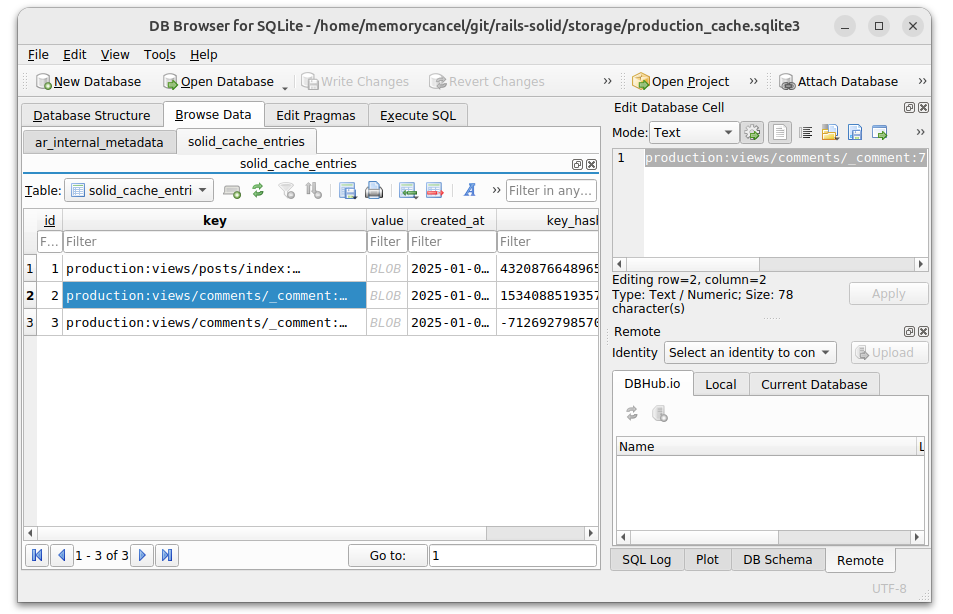 DB Browser for SQLite - /home/memorycancel/git/rails-solid/storage/production_cache.sqlite3
File Edit View Tools Help
New Database Open Database Write Changes Revert Changes » Open Project » Attach Database »
Database Structure Browse Data Edit Pragmas Execute SQL
ar_internal_metadata solid_cache_entries
solid_cache_entries
Table: solid_cache_entri » Filter in any...
id key value created_at key_hash
F... Filter Filter Filter Filter
1 1 production:views/posts/index:… BLOB 2025-01-0… 4320876648965
2 2 production:views/comments/_comment:… BLOB 2025-01-0… 1534088519357
3 3 production:views/comments/_comment:… BLOB 2025-01-0… -712692798570
1 - 3 of 3 Go to: 1
Edit Database Cell
Mode: Text »
1 production:views/comments/_comment:7
Editing row=2, column=2
Type: Text / Numeric; Size: 78
character(s)
Apply
Remote
Identity Select an identity to con Upload
DBHub.io Local Current Database
Name L
SQL Log Plot DB Schema Remote
UTF-8